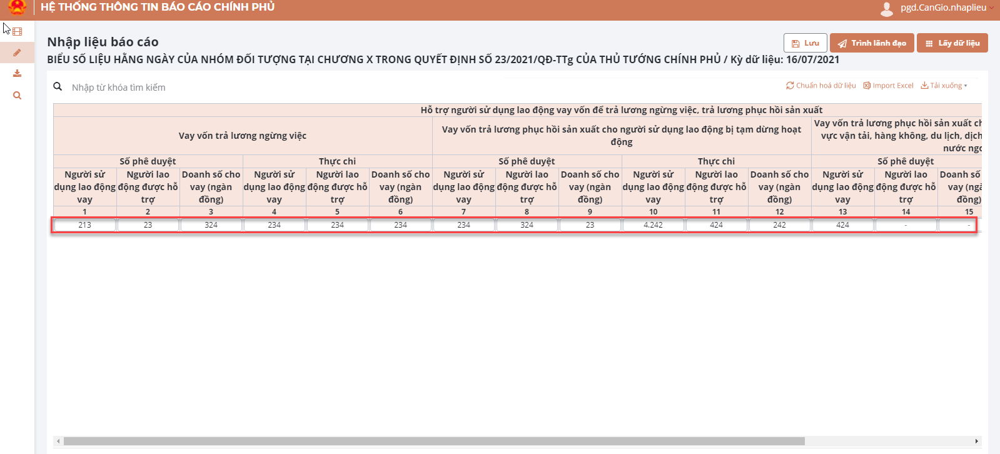 HỆ THỐNG THÔNG TIN BÁO CÁO CHÍNH PHỦ
pgd.CanGio.nhaplieu
Nhập liệu báo cáo
Lưu
Trình lãnh đạo
Lấy dữ liệu
BIỂU SỐ LIỆU HẰNG NGÀY CỦA NHÓM ĐỐI TƯỢNG TẠI CHƯƠNG X TRONG QUYẾT ĐỊNH SỐ 23/2021/QĐ-TTg CỦA THỦ TƯỚNG CHÍNH PHỦ / Kỳ dữ liệu: 16/07/2021
Nhập từ khóa tìm kiếm
Chuẩn hoá dữ liệu
Import Excel
Tải xuống
Hỗ trợ người sử dụng lao động vay vốn để trả lương ngừng việc, trả lương phục hồi sản xuất
Vay vốn trả lương ngừng việc
Vay vốn trả lương phục hồi sản xuất cho người sử dụng lao động bị tạm dừng hoạt
động
Vay vốn trả lương phục hồi sản xuất ch
vực vận tải, hàng không, du lịch, dịch
nước ngo
Số phê duyệt
Thực chi
Số phê duyệt
Thực chi
Số phê duyệt
Người sử
dụng lao động
vay
Người lao
động được hỗ
trợ
Doanh số cho
vay (ngàn
đồng)
Người sử
dụng lao động
vay
Người lao
động được hỗ
trợ
Doanh số cho
vay (ngàn
đồng)
Người sử
dụng lao động
vay
Người lao
động được hỗ
trợ
Doanh số cho
vay (ngàn
đồng)
Người sử
dụng lao động
vay
Người lao
động được hỗ
trợ
Doanh số cho
vay (ngàn
đồng)
Người sử
dụng lao động
vay
Người lao
động được hỗ
trợ
Doanh số
vay (ngà
đồng)
1 2 3 4 5 6 7 8 9 10 11 12 13 14 15
213 23 324 234 234 234 234 324 23 4.242 424 242 424 - -